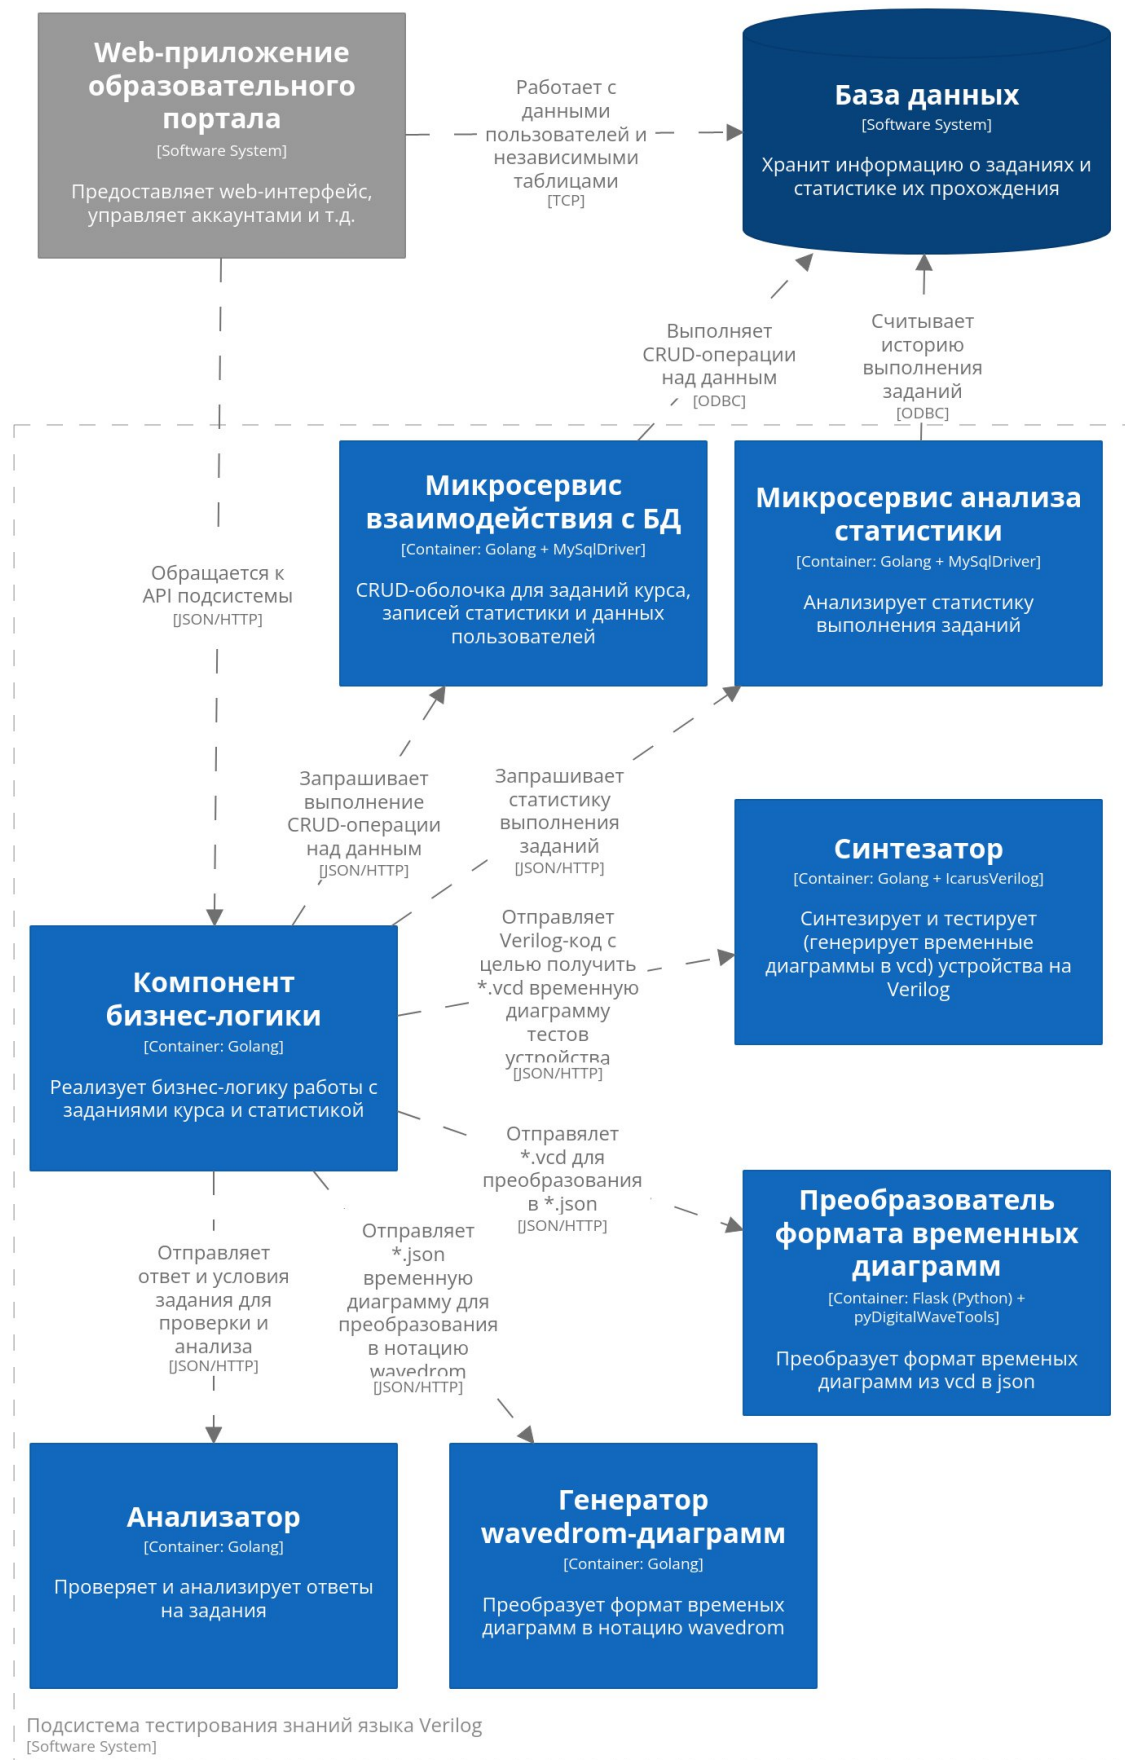 Web-приложение
образовательного
портала
[Software System]
Предоставляет web-интерфейс,
управляет аккаунтами и т.д.
Работает с
данными
пользователей и
независимыми
таблицами
[TCP]
База данных
[Software System]
Хранит информацию о заданиях и
статистике их прохождения
Выполняет
CRUD-операции
над данным
[ODBC]
Считывает
историю
выполнения
заданий
[ODBC]
Микросервис
взаимодействия с БД
[Container: Golang + MySqlDriver]
CRUD-оболочка для заданий курса,
записей статистики и данных
пользователей
Микросервис анализа
статистики
[Container: Golang + MySqlDriver]
Анализирует статистику
выполнения заданий
Обращается к
API подсистемы
[JSON/HTTP]
Запрашивает
выполнение
CRUD-операции
над данным
[JSON/HTTP]
Запрашивает
статистику
выполнения
заданий
[JSON/HTTP]
Синтезатор
[Container: Golang + IcarusVerilog]
Синтезирует и тестирует
(генерирует временные
диаграммы в vcd) устройства на
Verilog
Отправляет
Verilog-код с
целью получить
*.vcd временную
диаграмму
тестов
устройства
[JSON/HTTP]
Компонент
бизнес-логики
[Container: Golang]
Реализует бизнес-логику работы с
заданиями курса и статистикой
Отправялет
*.vcd для
преобразования
в *.json
[JSON/HTTP]
Преобразователь
формата временных
диаграмм
[Container: Flask (Python) +
pyDigitalWaveTools]
Преобразует формат временых
диаграмм из vcd в json
Отправляет
ответ и условия
задания для
проверки и
анализа
[JSON/HTTP]
Отправляет
*.json
временную
диаграмму для
преобразования
в нотацию
wavedrom
[JSON/HTTP]
Анализатор
[Container: Golang]
Проверяет и анализирует ответы
на задания
Генератор
wavedrom-диаграмм
[Container: Golang]
Преобразует формат временых
диаграмм в нотацию wavedrom
Подсистема тестирования знаний языка Verilog
[Software System]